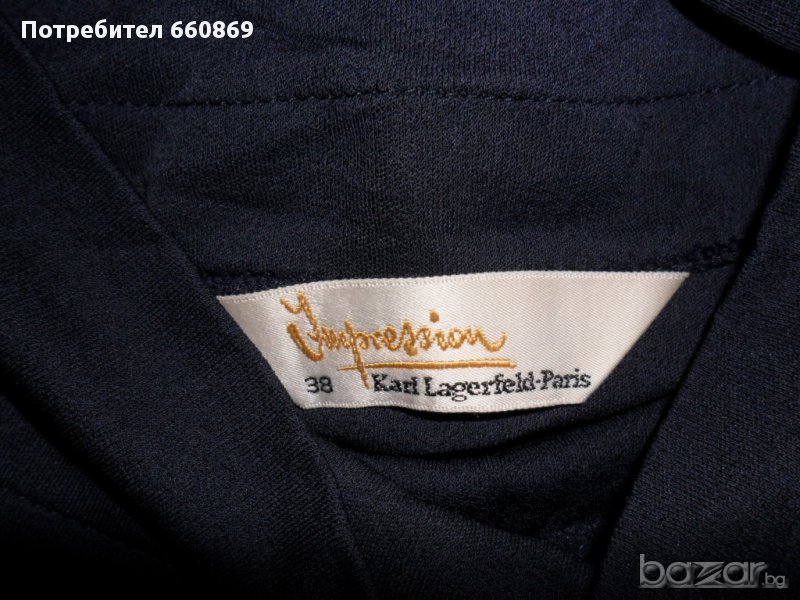 Потребител 660869
Impression
38 Karl Lagerfeld-Paris
bazar.bg